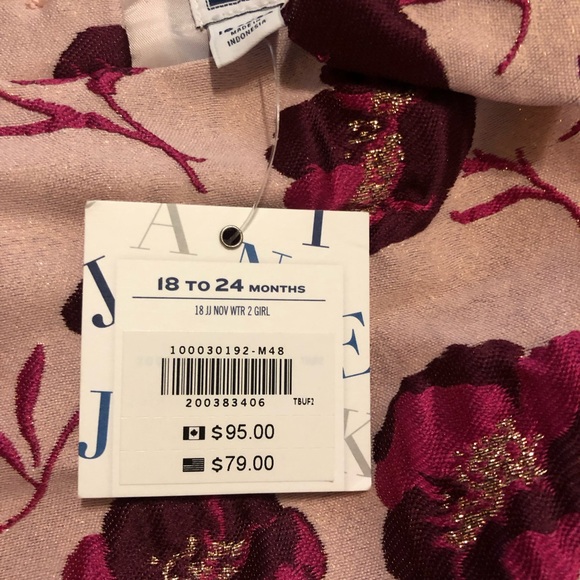 MADE IN
INDONESIA
18 TO 24 MONTHS
18 JJ NOV WTR 2 GIRL
100030192-M48
200383406
TBUF2
$95.00
$79.00